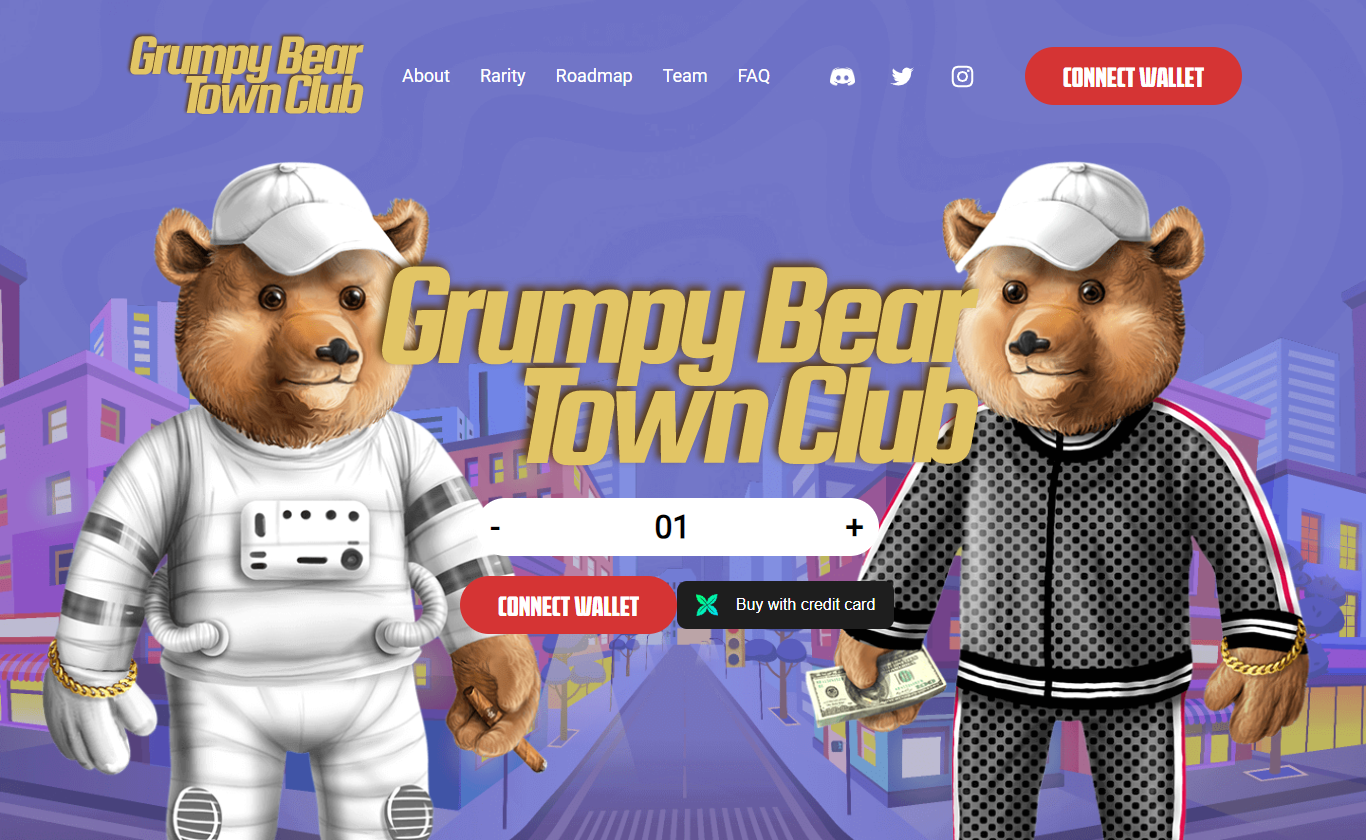 Grumpy Bear
Town Club
About Rarity Roadmap Team FAQ
CONNECT WALLET
Grumpy Bear
Town Club
- 01 +
CONNECT WALLET
Buy with credit card